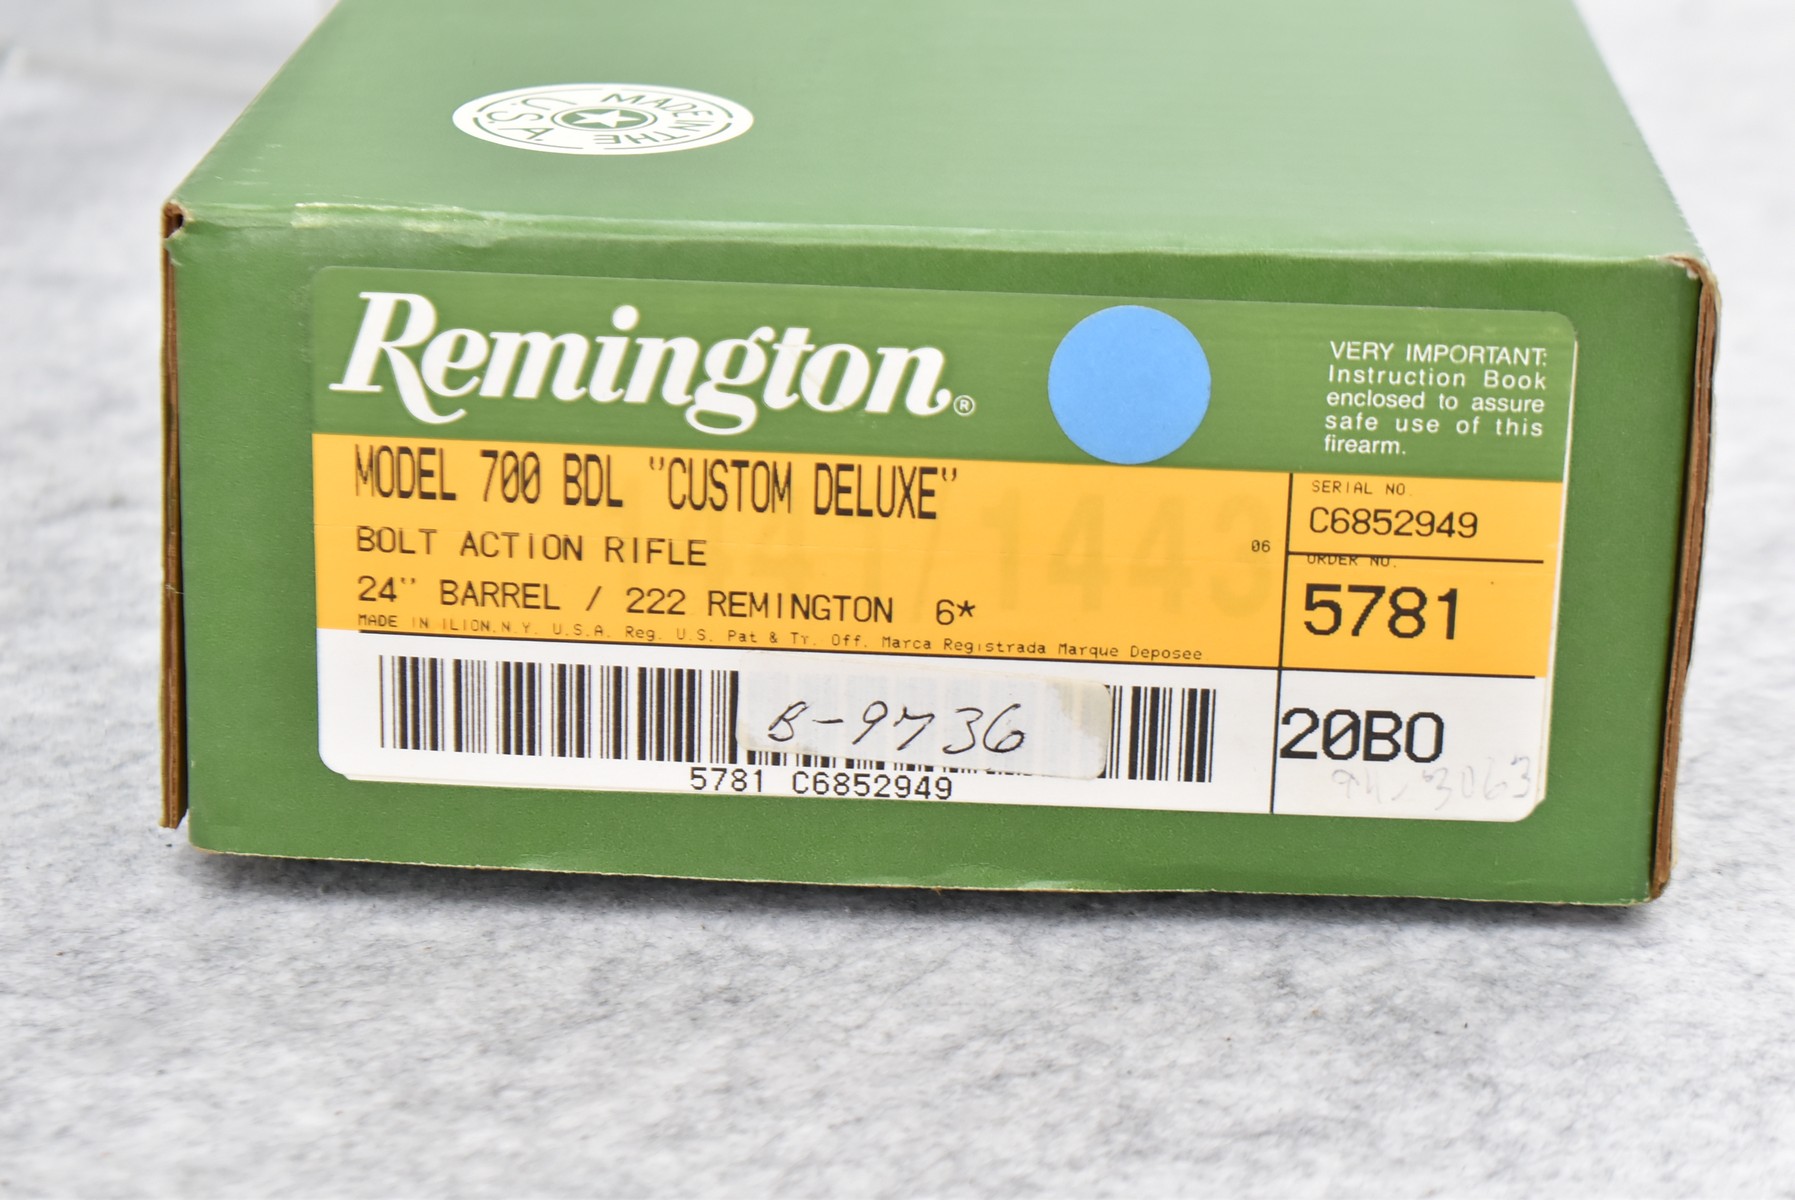 MADE IN THE U.S.A.
Remington®
VERY IMPORTANT:
Instruction Book
enclosed to assure
safe use of this
firearm.
MODEL 700 BDL "CUSTOM DELUXE"
BOLT ACTION RIFLE
06
24" BARREL / 222 REMINGTON 6*
MADE IN ILION, N.Y. U.S.A. Reg. U.S. Pat & Tr. Off. Marca Registrada Marque Deposee
SERIAL NO.
C6852949
ORDER NO.
5781
B-9736
5781 C6852949
20BO
3063